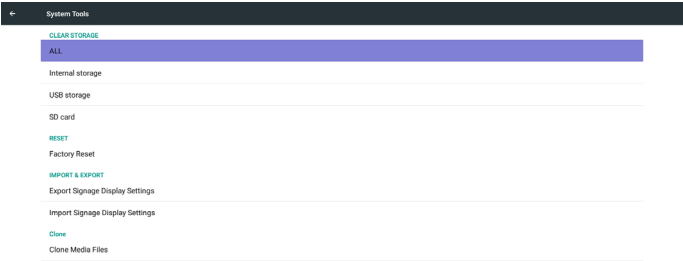 System Tools
CLEAR STORAGE
ALL
Internal storage
USB storage
SD card
RESET
Factory Reset
IMPORT & EXPORT
Export Signage Display Settings
Import Signage Display Settings
Clone
Clone Media Files